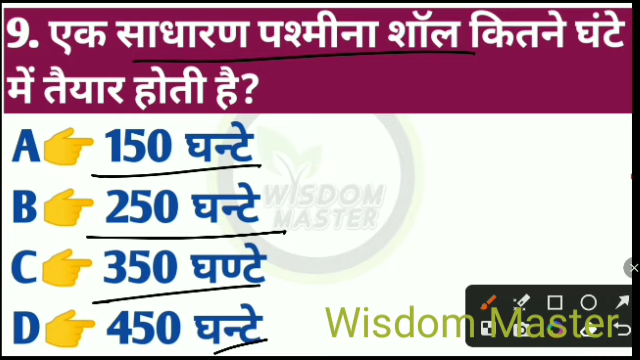 9. एक साधारण पश्मीना शॉल कितने घंटे
में तैयार होती है?
A👉 150 घन्टे
B👉 250 घन्टे
C👉 350 घण्टे
D👉 450 घन्टे
WISDOM
MASTER
Wisdom Master